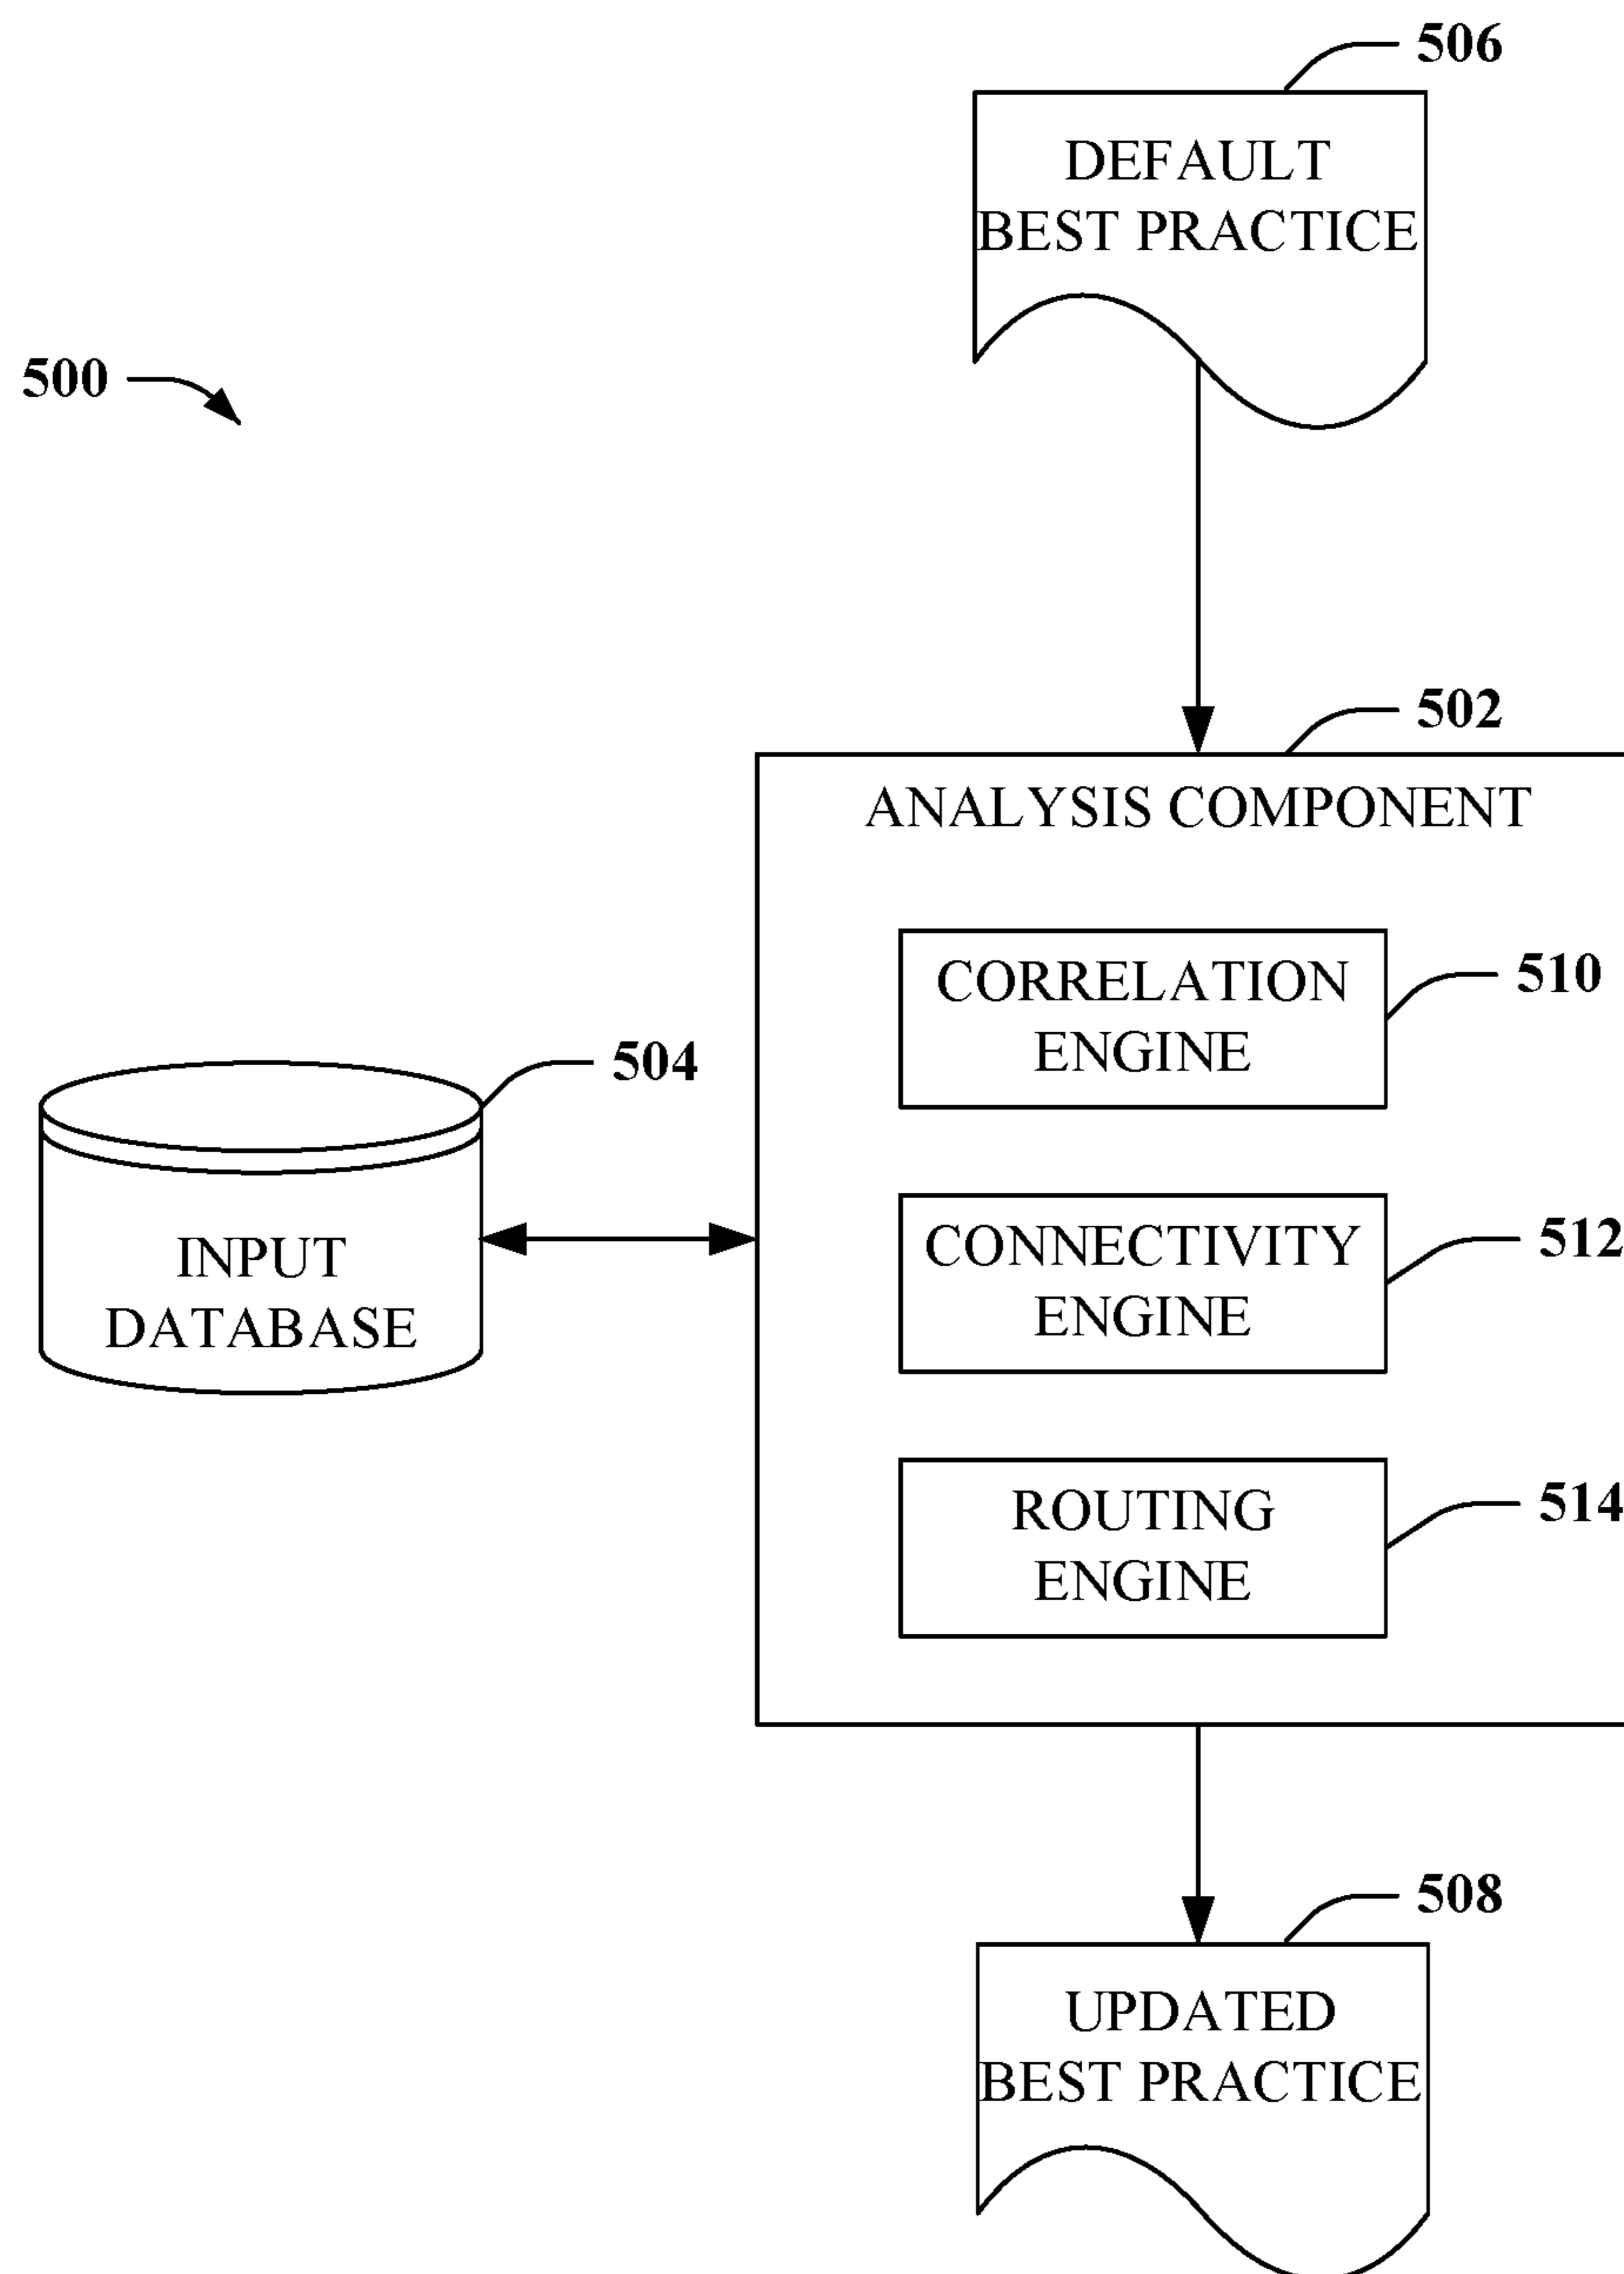 506
DEFAULT
BEST PRACTICE
500
502
ANALYSIS COMPONENT
CORRELATION
ENGINE
510
504
INPUT
DATABASE
CONNECTIVITY
ENGINE
512
ROUTING
ENGINE
514
508
UPDATED
BEST PRACTICE